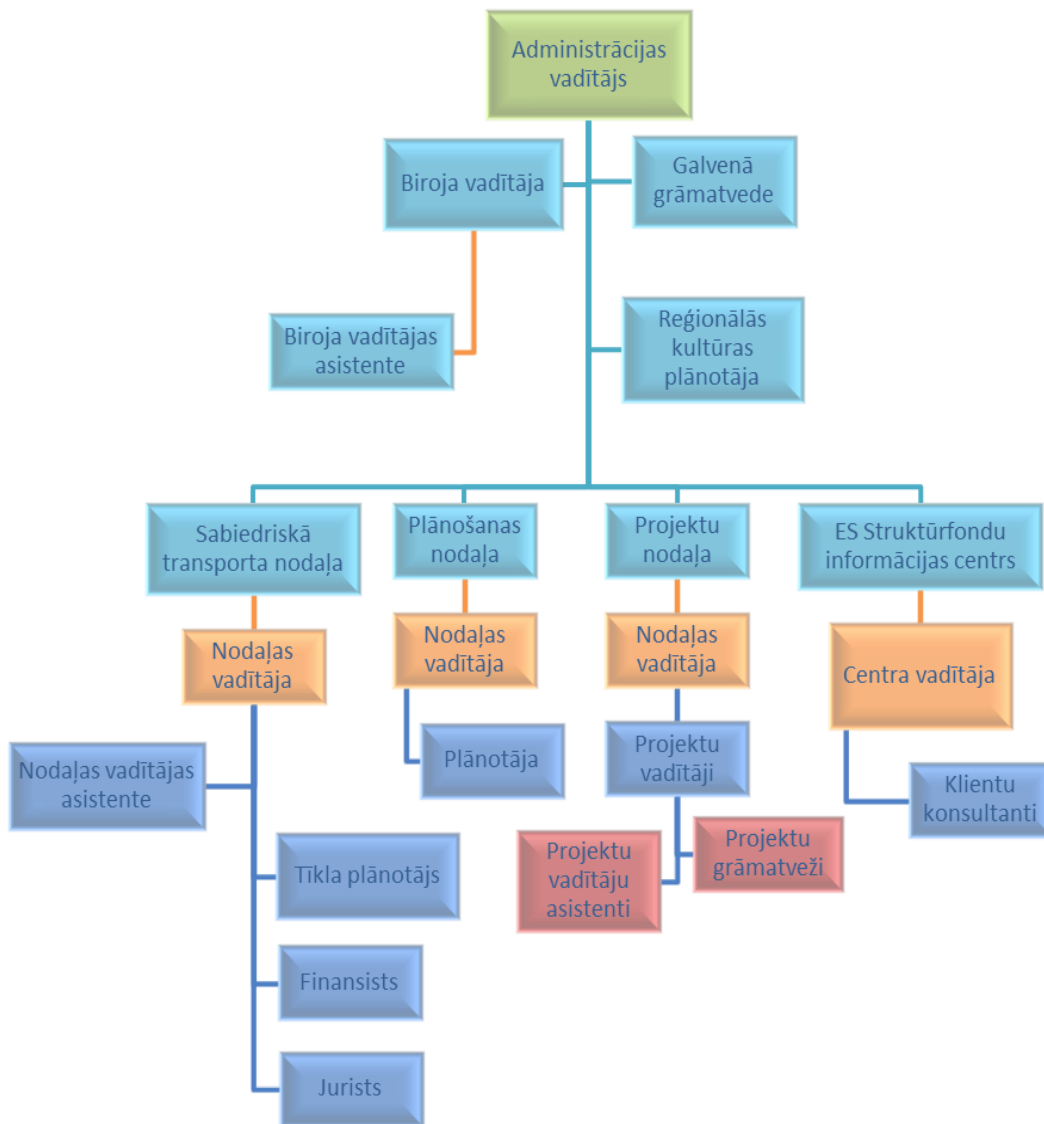 Administrācijas
vadītājs
Biroja vadītāja
Galvenā
grāmatvede
Biroja vadītājas
asistente
Reģionālās
kultūras
plānotāja
Sabiedriskā
transporta nodaļa
Plānošanas
nodaļa
Projektu
nodaļa
ES Struktūrfondu
informācijas centrs
Nodaļas
vadītāja
Nodaļas
vadītāja
Nodaļas
vadītāja
Centra vadītāja
Nodaļas vadītājas
asistente
Plānotāja
Projektu
vadītāji
Klientu
konsultanti
Tīkla plānotājs
Projektu
vadītāju
asistenti
Projektu
grāmatveži
Finansists
Jurists